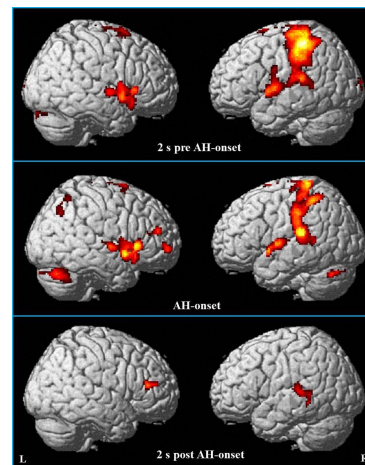 2 s pre AH-onset
AH-onset
2 s post AH-onset
L
R